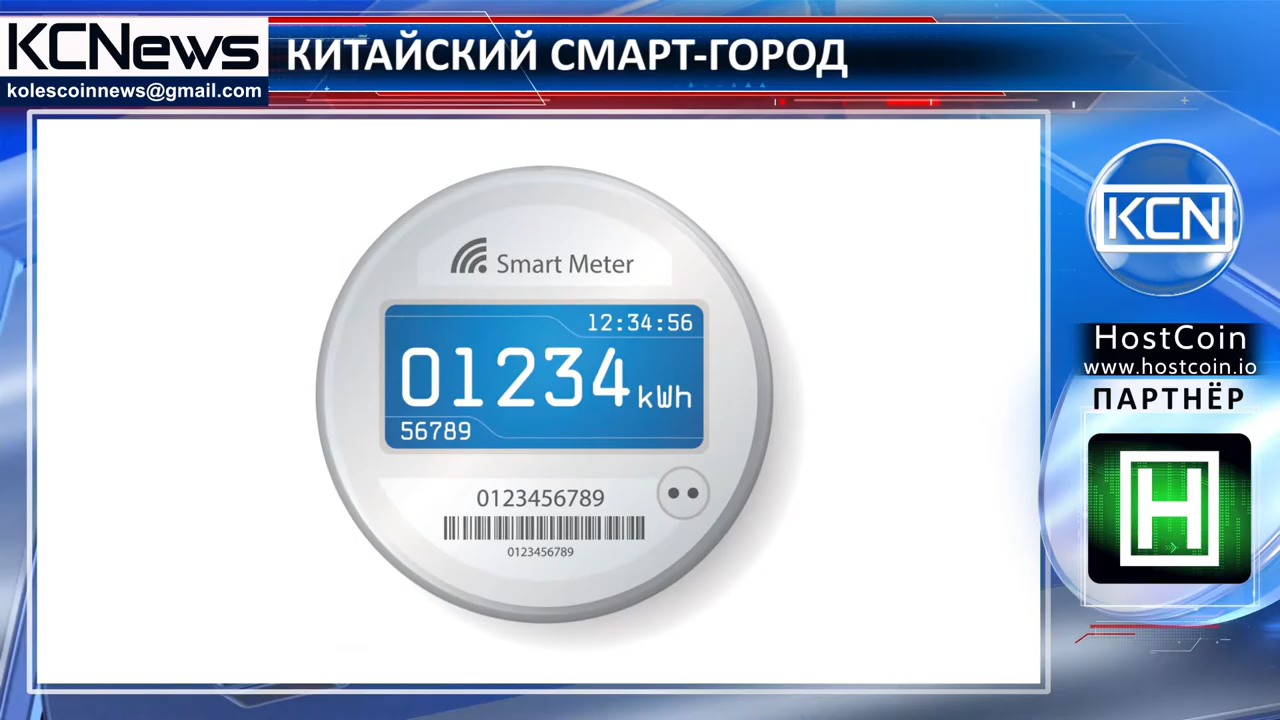 KCNews
kolescoinnews@gmail.com
КИТАЙСКИЙ СМАРТ-ГОРОД
Smart Meter
12:34:56
01234 kWh
56789
0123456789
0123456789
KCN
HostCoin
www.hostcoin.io
ПАРТНЁР
H